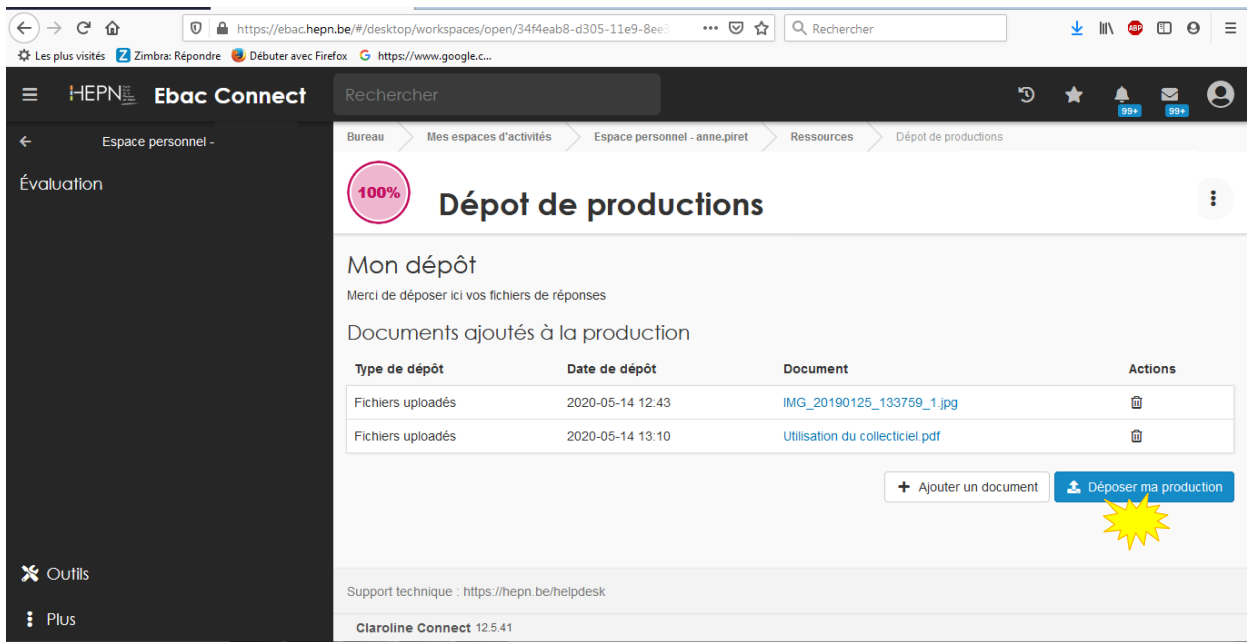 https://ebac.hepn.be/#/desktop/workspaces/open/34f4eab8-d305-11e9-8ee
Rechercher
ABP
Les plus visités Z Zimbra: Répondre Débuter avec Firefox G https://www.google.c...
HEPN Ebac Connect Rechercher 99+ 99+
Espace personnel - Bureau Mes espaces d'activités Espace personnel - anne.piret Ressources Dépot de productions
Évaluation
100% Dépot de productions
Mon dépôt
Merci de déposer ici vos fichiers de réponses
Documents ajoutés à la production
Type de dépôt Date de dépôt Document Actions
Fichiers uploadés 2020-05-14 12:43 IMG_20190125_133759_1.jpg
Fichiers uploadés 2020-05-14 13:10 Utilisation du collecticiel.pdf
+ Ajouter un document Déposer ma production
Outils
Support technique : https://hepn.be/helpdesk
Plus
Claroline Connect 12.5.41